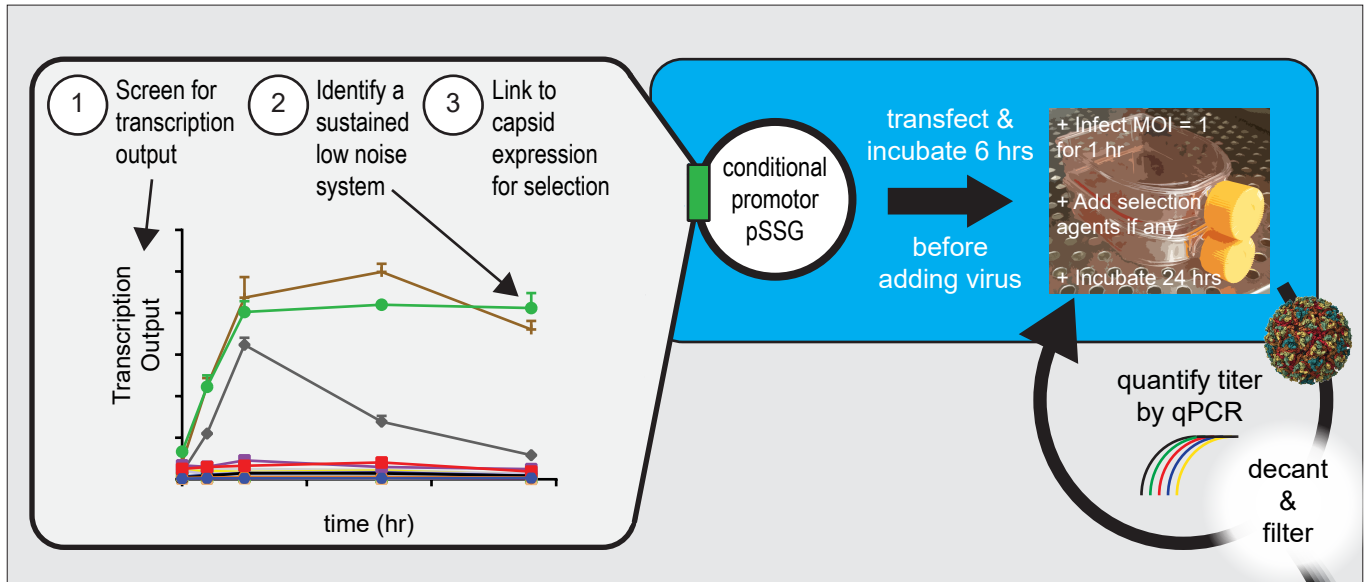 1
Screen for
transcription
output
2
Identify a
sustained
low noise
system
3
Link to
capsid
expression
for selection
Transcription
Output
time (hr)
conditional
promotor
pSSG
transfect &
incubate 6 hrs
before
adding virus
+ Infect MOI = 1
for 1 hr
+ Add selection
agents if any
+ Incubate 24 hrs
quantify titer
by qPCR
decant
&
filter